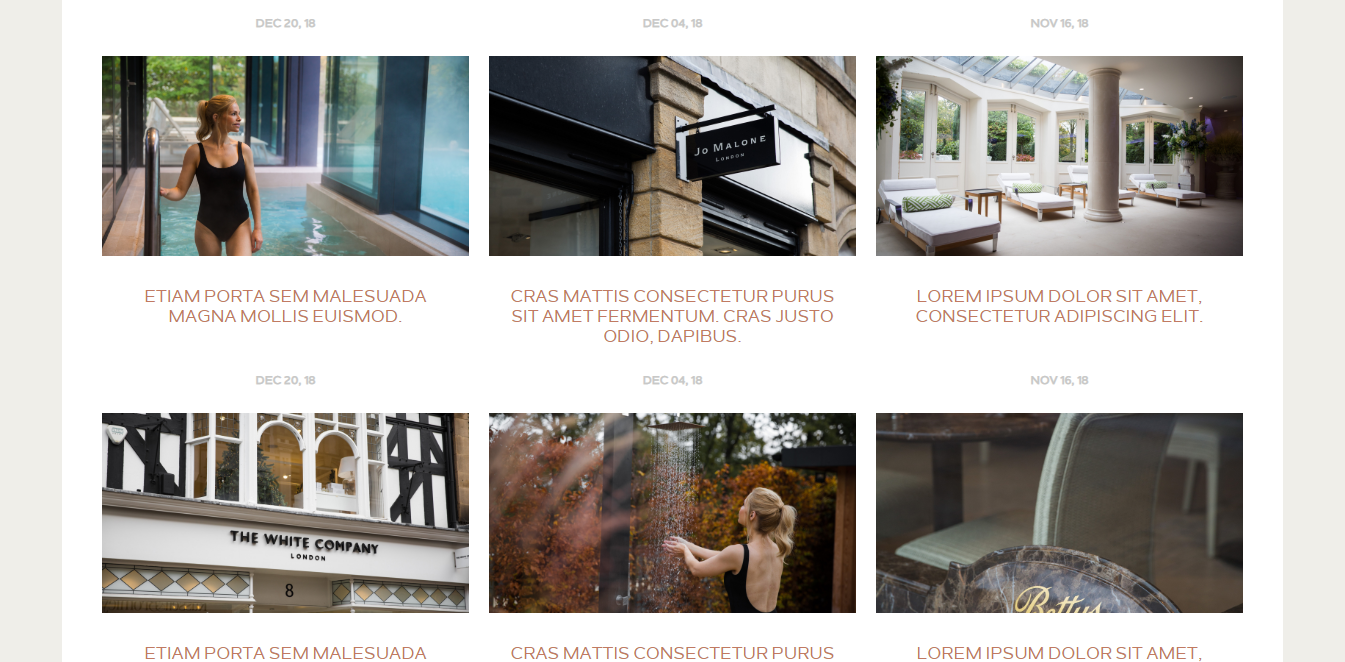 DEC 20, 18
DEC 04, 18
NOV 16, 18
JO MALONE
LONDON
ETIAM PORTA SEM MALESUADA
MAGNA MOLLIS EUISMOD.
CRAS MATTIS CONSECTETUR PURUS
SIT AMET FERMENTUM. CRAS JUSTO
ODIO, DAPIBUS.
LOREM IPSUM DOLOR SIT AMET,
CONSECTETUR ADIPISCING ELIT.
DEC 20, 18
DEC 04, 18
NOV 16, 18
THE WHITE COMPANY
LONDON
8
Bettys
ETIAM PORTA SEM MALESUADA
CRAS MATTIS CONSECTETUR PURUS
LOREM IPSUM DOLOR SIT AMET,